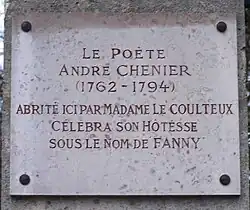 LE POÈTE
ANDRÉ CHENIER
(1762-1794)
ABRITÉ ICI PAR MADAME LE COULTEUX
CÉLÉBRA SON HÔTESSE
SOUS LE NOM DE FANNY